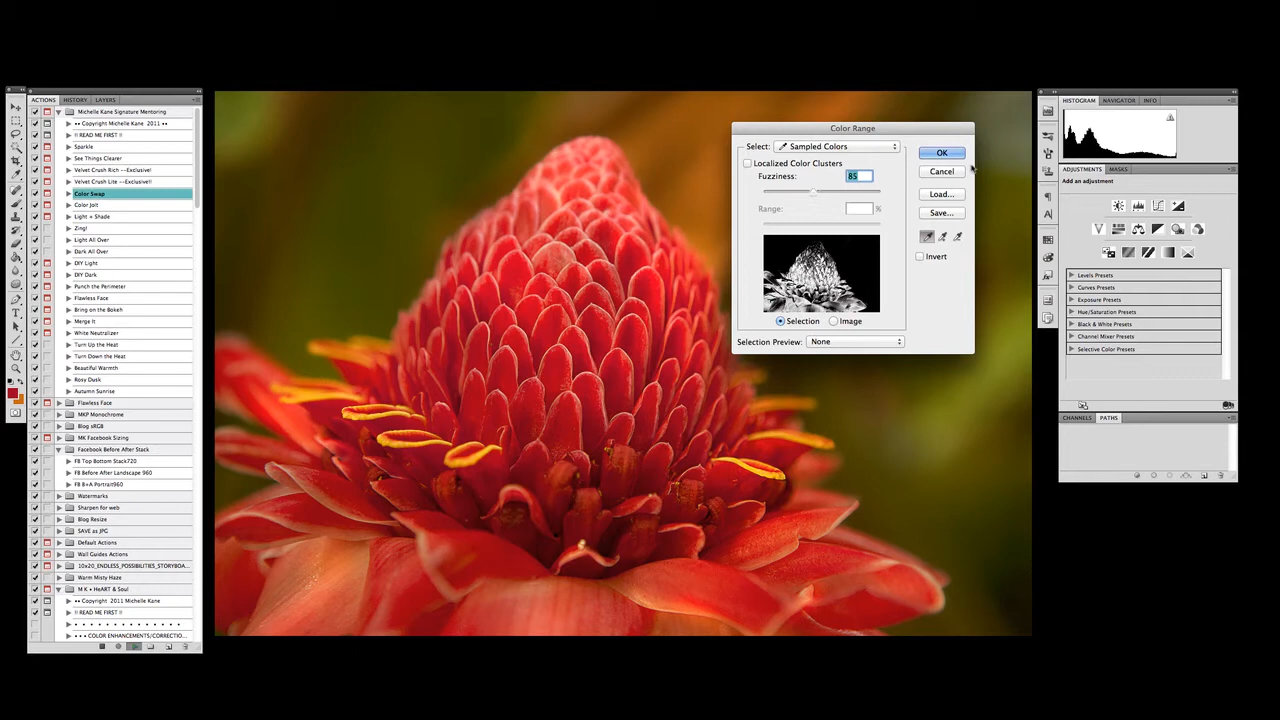 ACTIONS
HISTORY
LAYERS
Michelle Kane Signature Mentoring
•• Copyright Michelle Kane 2011 ••
!! READ ME FIRST !!
Sparkle
See Things Clearer
Velvet Crush Rich --Exclusive!
Velvet Crush Lite --Exclusive!!
Color Swap
Color Jolt
Light + Shade
Zing!
Light All Over
Dark All Over
DIY Light
DIY Dark
Punch the Perimeter
Flawless Face
Bring on the Bokeh
Merge It
White Neutralizer
Turn Up the Heat
Turn Down the Heat
Beautiful Warmth
Rosy Dusk
Autumn Sunrise
Flawless Face
MKP Monochrome
Blog sRGB
MK Facebook Sizing
Facebook Before After Stack
FB Top Bottom Stack720
FB Before After Landscape 960
FB B+A Portrait960
Watermarks
Sharpen for web
Blog Resize
SAVE as JPG
Default Actions
Wall Guides Actions
10x20_ENDLESS_POSSIBILITIES_STORYBOA...
Warm Misty Haze
M K • HeART & Soul
•• Copyright 2011 Michelle Kane
!! READ ME FIRST !!
• • • • • • • • • • • • • • •
• • • COLOR ENHANCEMENTS/CORRECTIO...
Color Range
Select: Sampled Colors
OK
Localized Color Clusters
Cancel
Fuzziness: 85
Load...
Range: %
Save...
Invert
Selection
Image
Selection Preview: None
HISTOGRAM
NAVIGATOR
INFO
ADJUSTMENTS
MASKS
Add an adjustment
Levels Presets
Curves Presets
Exposure Presets
Hue/Saturation Presets
Black & White Presets
Channel Mixer Presets
Selective Color Presets
CHANNELS
PATHS